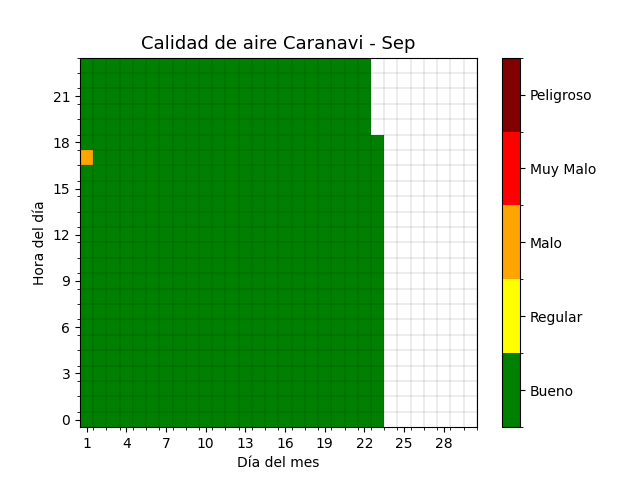 Calidad de aire Caranavi - Sep
21
18
15
12
9
6
3
0
Hora del día
1 4 7 10 13 16 19 22 25 28
Día del mes
Peligroso
Muy Malo
Malo
Regular
Bueno